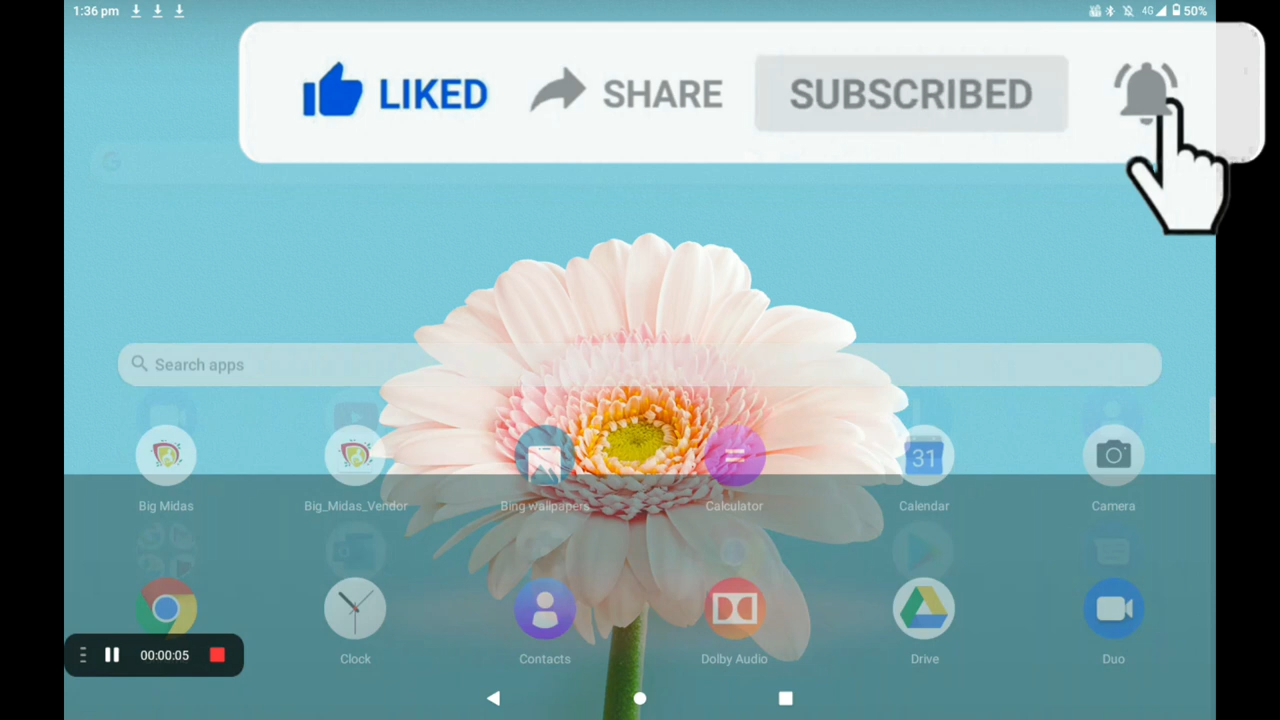 1:36 pm
4G 50%
LIKED SHARE SUBSCRIBED
G
Search apps
31
Big Midas Big_Midas_Vendor Bing wallpapers Calculator Calendar Camera
00:00:05
Clock Contacts Dolby Audio Drive Duo